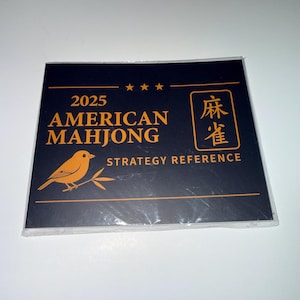 2025
AMERICAN
MAHJONG
STRATEGY REFERENCE
麻
雀